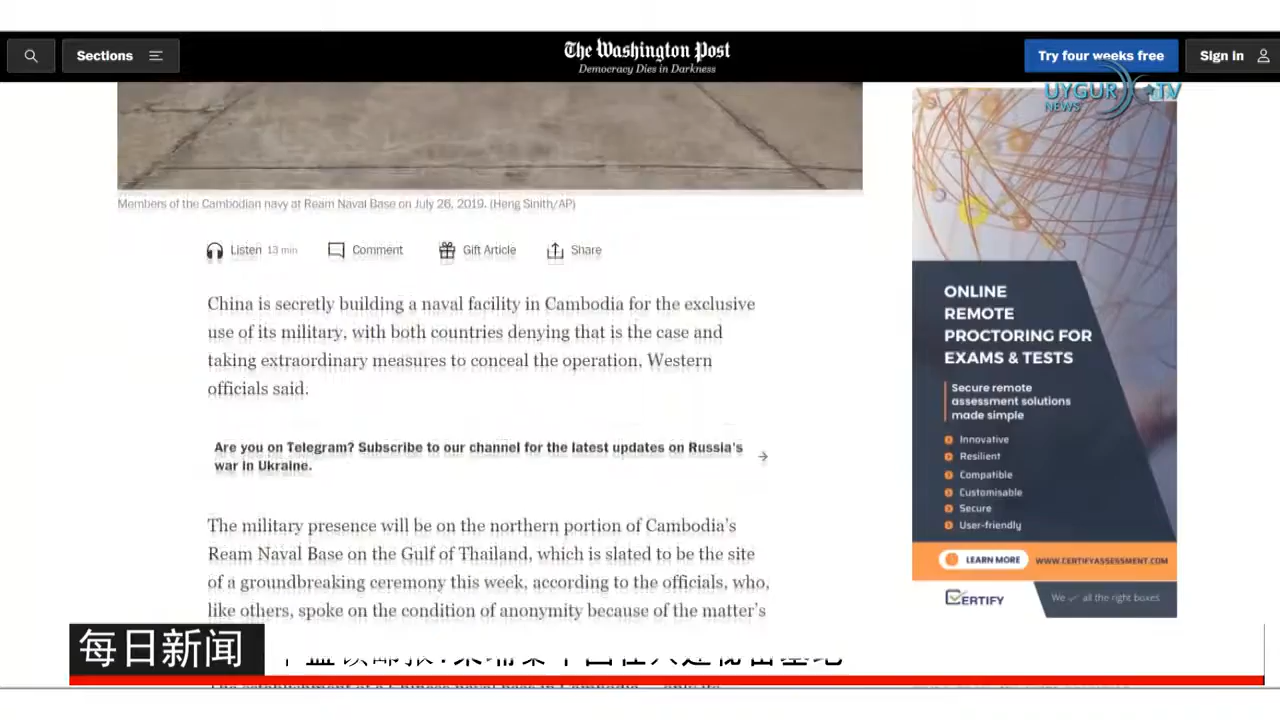 Sections
The Washington Post
Democracy Dies in Darkness
Try four weeks free
Sign in
UYGUR TV
NEWS
Members of the Cambodian navy at Ream Naval Base on July 26, 2019. (Heng Sinith/AP)
Listen 13 min
Comment
Gift Article
Share
China is secretly building a naval facility in Cambodia for the exclusive
use of its military, with both countries denying that is the case and
taking extraordinary measures to conceal the operation, Western
officials said.
Are you on Telegram? Subscribe to our channel for the latest updates on Russia's
war in Ukraine.
The military presence will be on the northern portion of Cambodia's
Ream Naval Base on the Gulf of Thailand, which is slated to be the site
of a groundbreaking ceremony this week, according to the officials, who,
like others, spoke on the condition of anonymity because of the matter's
ONLINE
REMOTE
PROCTORING FOR
EXAMS & TESTS
Secure remote
assessment solutions
made simple
Innovative
Resilient
Compatible
Customisable
Secure
User-friendly
LEARN MORE
WWW.CERTIFYASSESSMENT.COM
CERTIFY
We all the right boxes
每日新闻